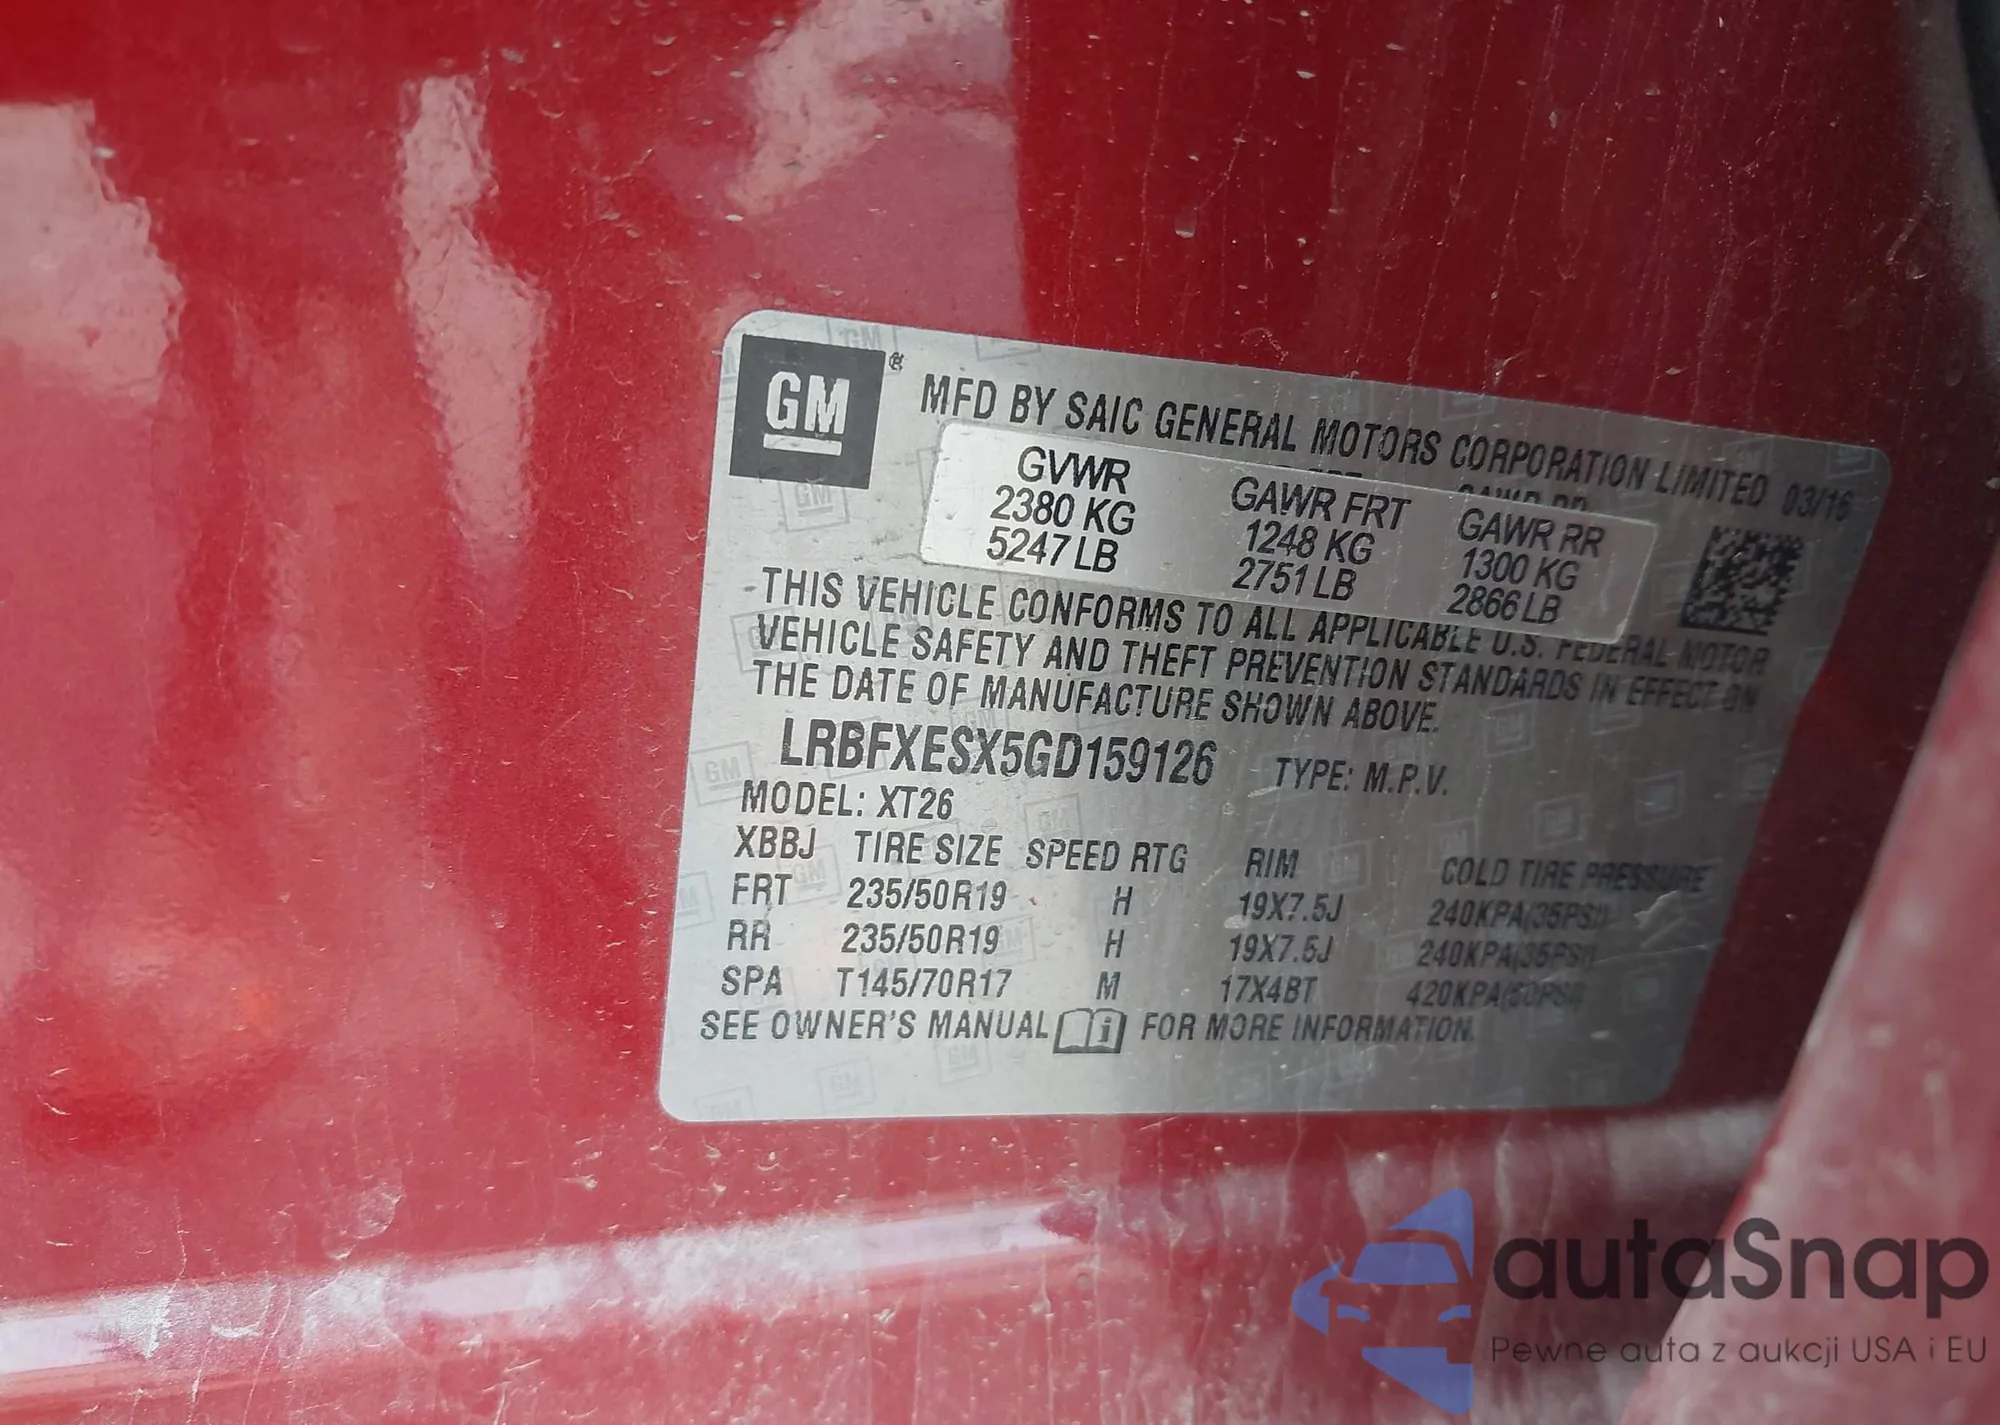 GM ®
MFD BY SAIC GENERAL MOTORS CORPORATION LIMITED 03/16
GVWR GAWR FRT GAWR RR
2380 KG 1248 KG 1300 KG
5247 LB 2751 LB 2866 LB
THIS VEHICLE CONFORMS TO ALL APPLICABLE U.S. FEDERAL MOTOR
VEHICLE SAFETY AND THEFT PREVENTION STANDARDS IN EFFECT ON
THE DATE OF MANUFACTURE SHOWN ABOVE.
LRBFXESX5GD159126 TYPE: M.P.V.
MODEL: XT26
XBBJ TIRE SIZE SPEED RTG RIM COLD TIRE PRESSURE
FRT 235/50R19 H 19X7.5J 240KPA(35PSI)
RR 235/50R19 H 19X7.5J 240KPA(35PSI)
SPA T145/70R17 M 17X4BT 420KPA(60PSI)
SEE OWNER'S MANUAL FOR MORE INFORMATION.
autaSnap
Pewne auta z aukcji USA i EU